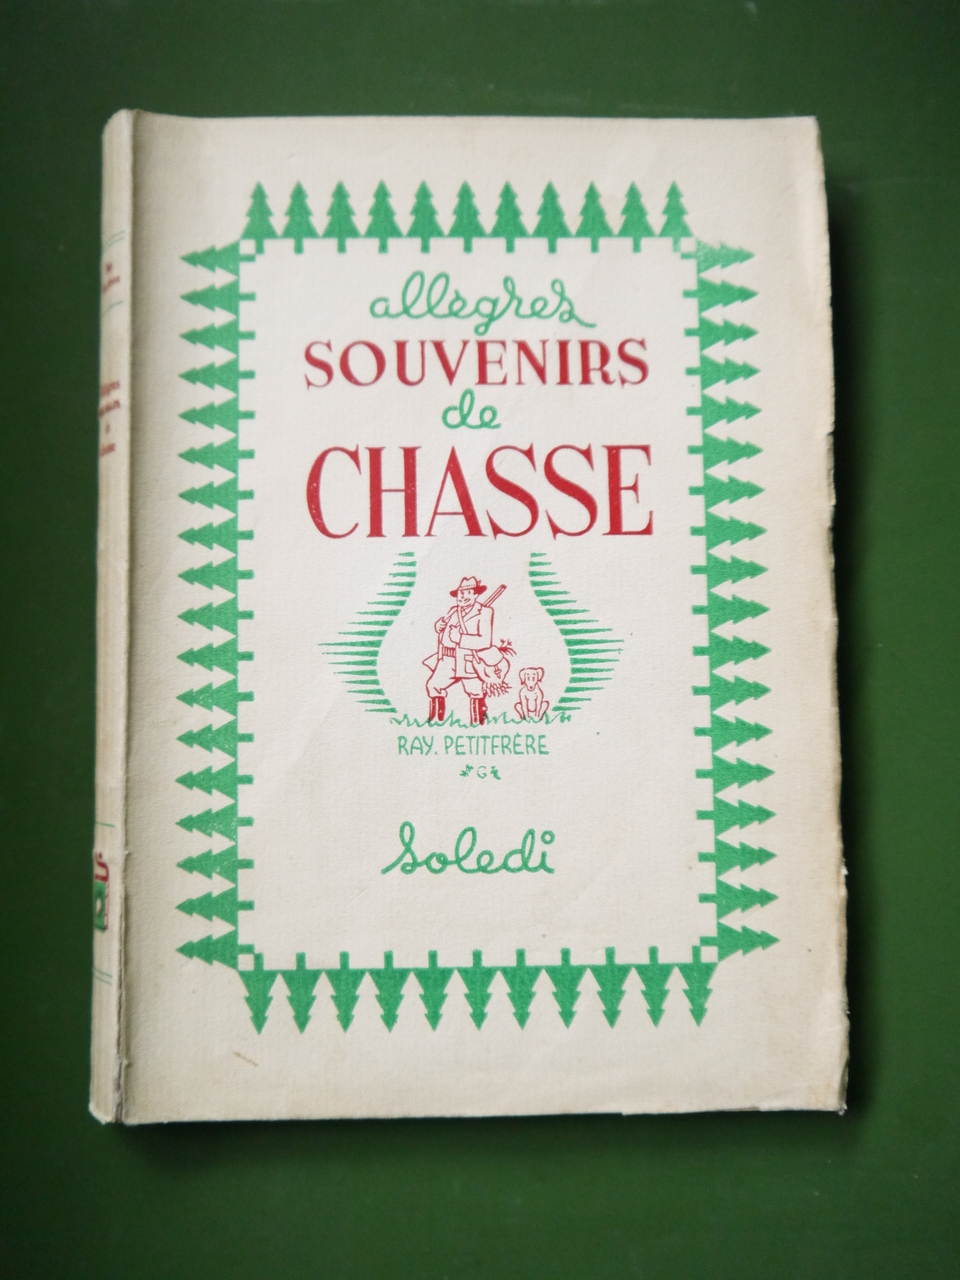 allègres
SOUVENIRS
de
CHASSE
RAY. PETITFRÈRE
G
soledi